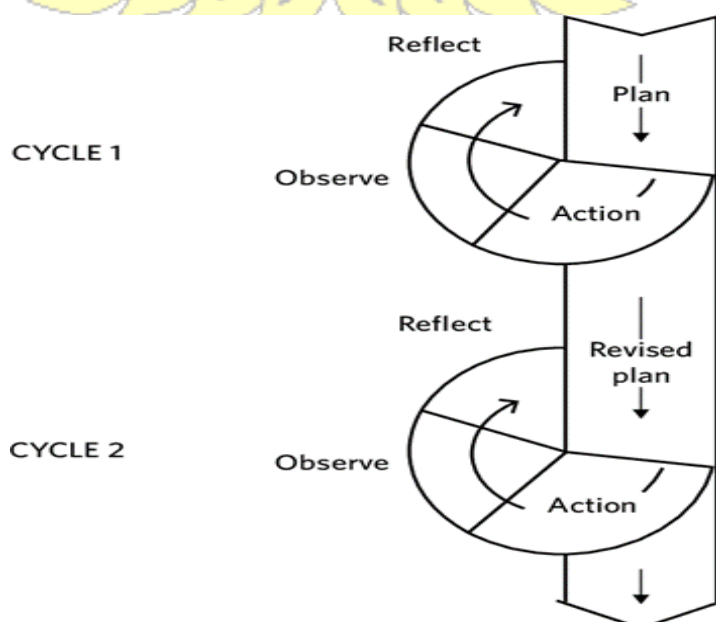 Reflect
Plan
CYCLE 1
Observe
Action
Reflect
Revised
plan
CYCLE 2
Observe
Action